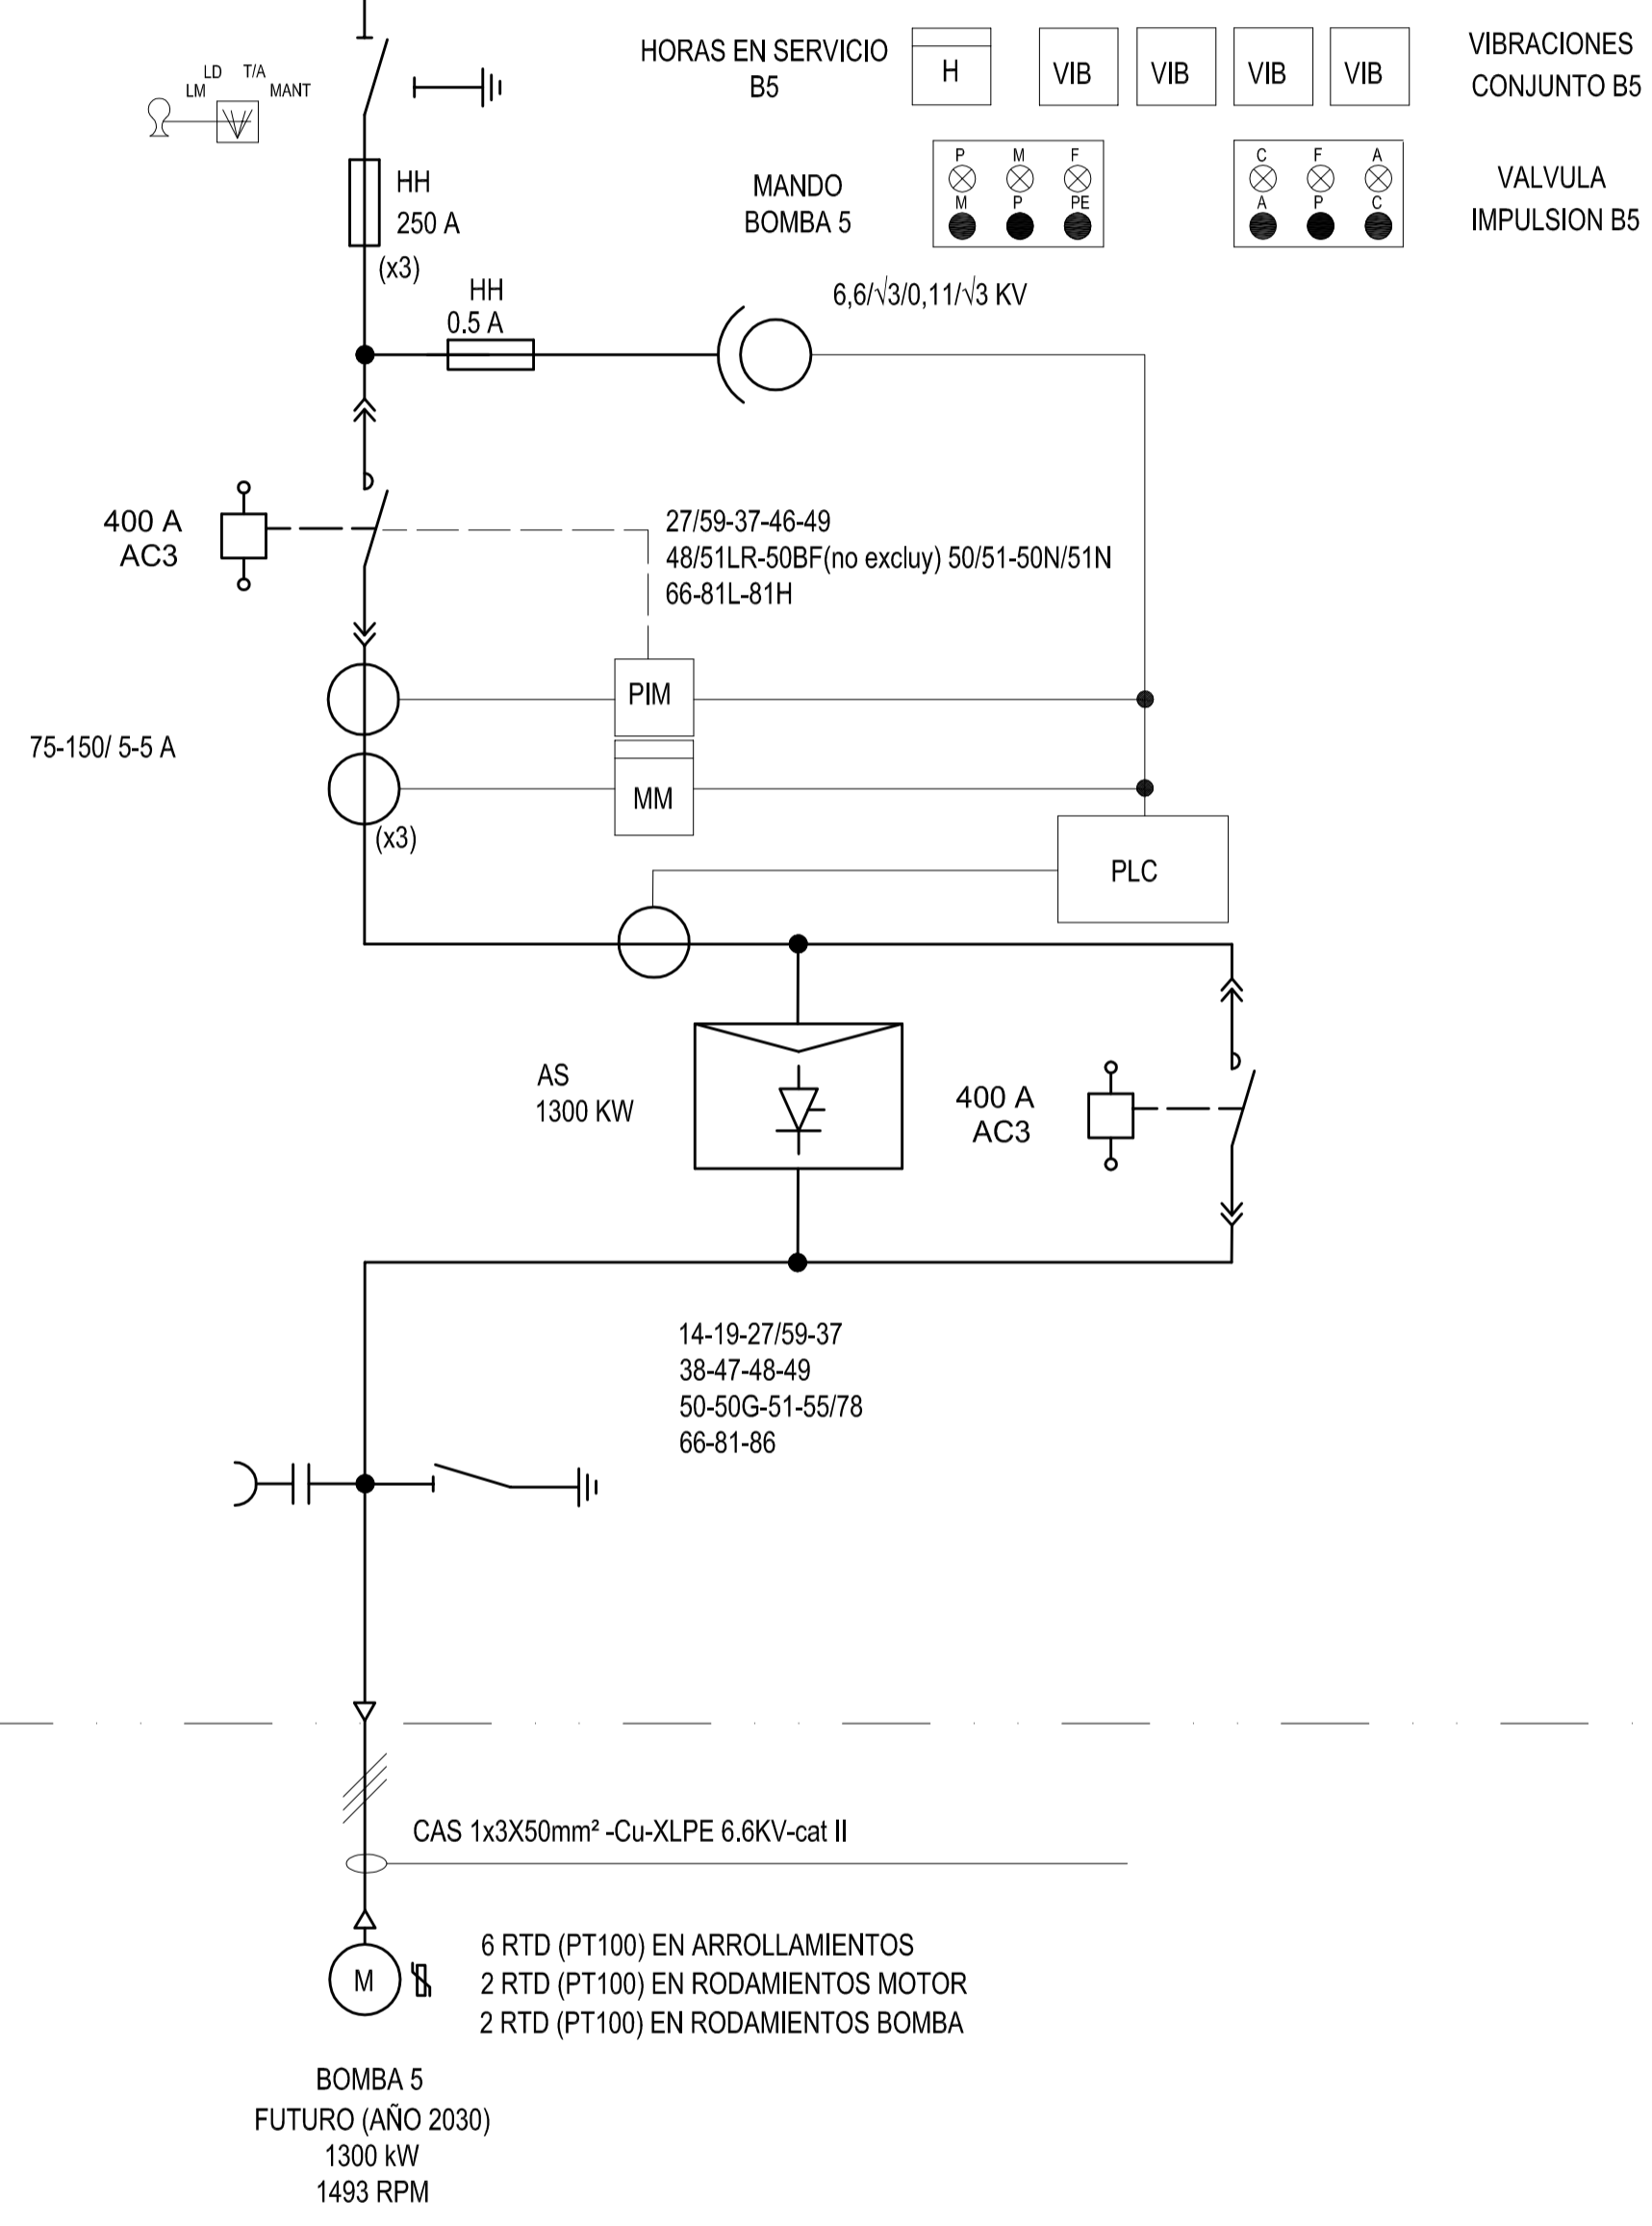 HORAS EN SERVICIO
B5
H
VIB
VIB
VIB
VIB
VIBRACIONES
CONJUNTO B5
LD T/A
LM MANT
HH
250 A
(x3)
MANDO
BOMBA 5
P M F
M P PE
C F A
A P C
VALVULA
IMPULSION B5
HH
0.5 A
6,6/√3/0,11/√3 KV
400 A
AC3
27/59-37-46-49
48/51LR-50BF(no excluy) 50/51-50N/51N
66-81L-81H
PIM
75-150/ 5-5 A
MM
(x3)
PLC
AS
1300 KW
400 A
AC3
14-19-27/59-37
38-47-48-49
50-50G-51-55/78
66-81-86
CAS 1x3X50mm² -Cu-XLPE 6.6KV-cat II
M
6 RTD (PT100) EN ARROLLAMIENTOS
2 RTD (PT100) EN RODAMIENTOS MOTOR
2 RTD (PT100) EN RODAMIENTOS BOMBA
BOMBA 5
FUTURO (AÑO 2030)
1300 kW
1493 RPM